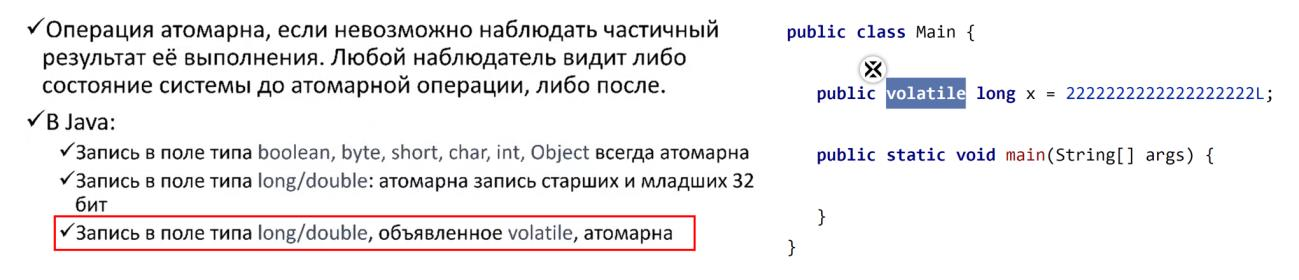 ✓Операция атомарна, если невозможно наблюдать частичный
результат её выполнения. Любой наблюдатель видит либо
состояние системы до атомарной операции, либо после.
✓В Java:
✓Запись в поле типа boolean, byte, short, char, int, Object всегда атомарна
✓Запись в поле типа long/double: атомарна запись старших и младших 32
бит
✓Запись в поле типа long/double, объявленное volatile, атомарна
public class Main {
public volatile long x = 2222222222222222222L;
public static void main(String[] args) {
}
}